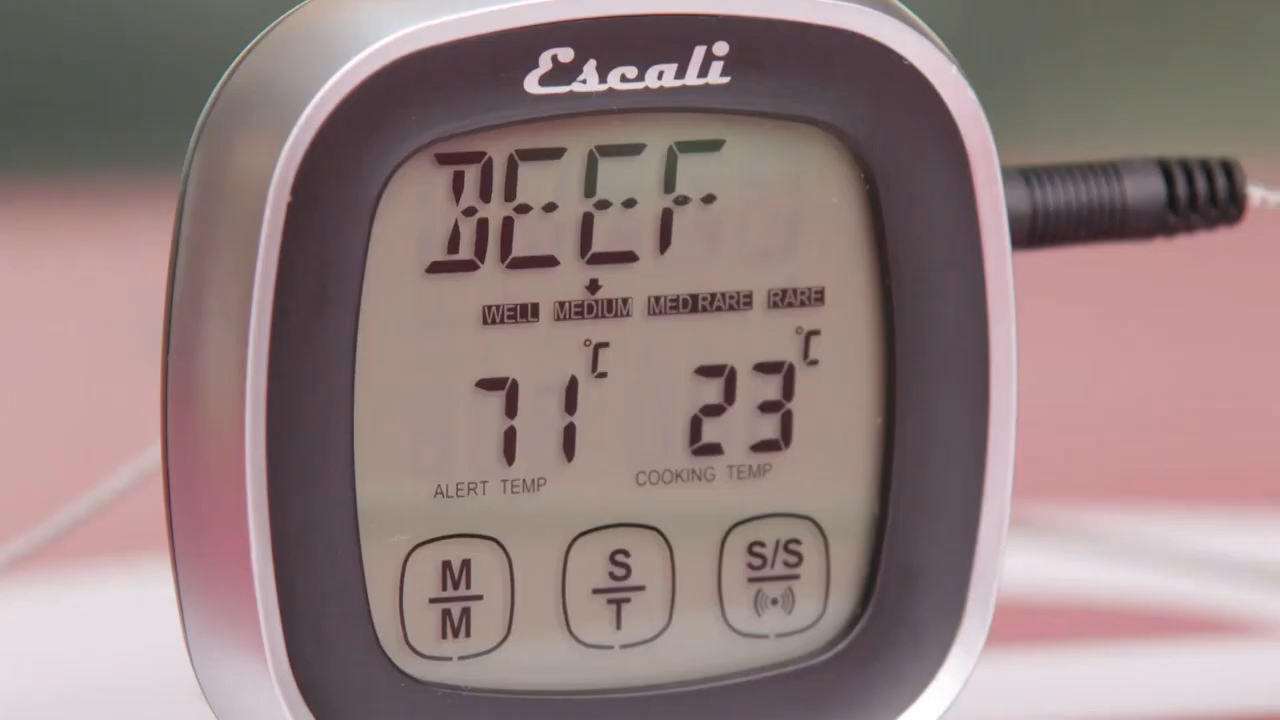 Escali
BEEF
WELL MEDIUM MED RARE RARE
71°C 23°C
ALERT TEMP COOKING TEMP
M S S/S
M T